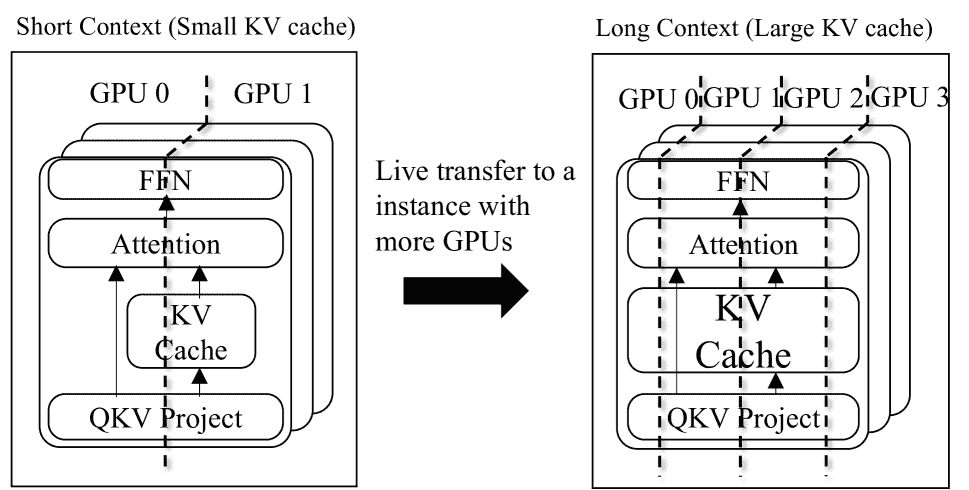 Short Context (Small KV cache)
GPU 0
GPU 1
FFN
Attention
KV
Cache
QKV Project
Live transfer to a
instance with
more GPUs
Long Context (Large KV cache)
GPU 0
GPU 1
GPU 2
GPU 3
FFN
Attention
KV
Cache
QKV Project